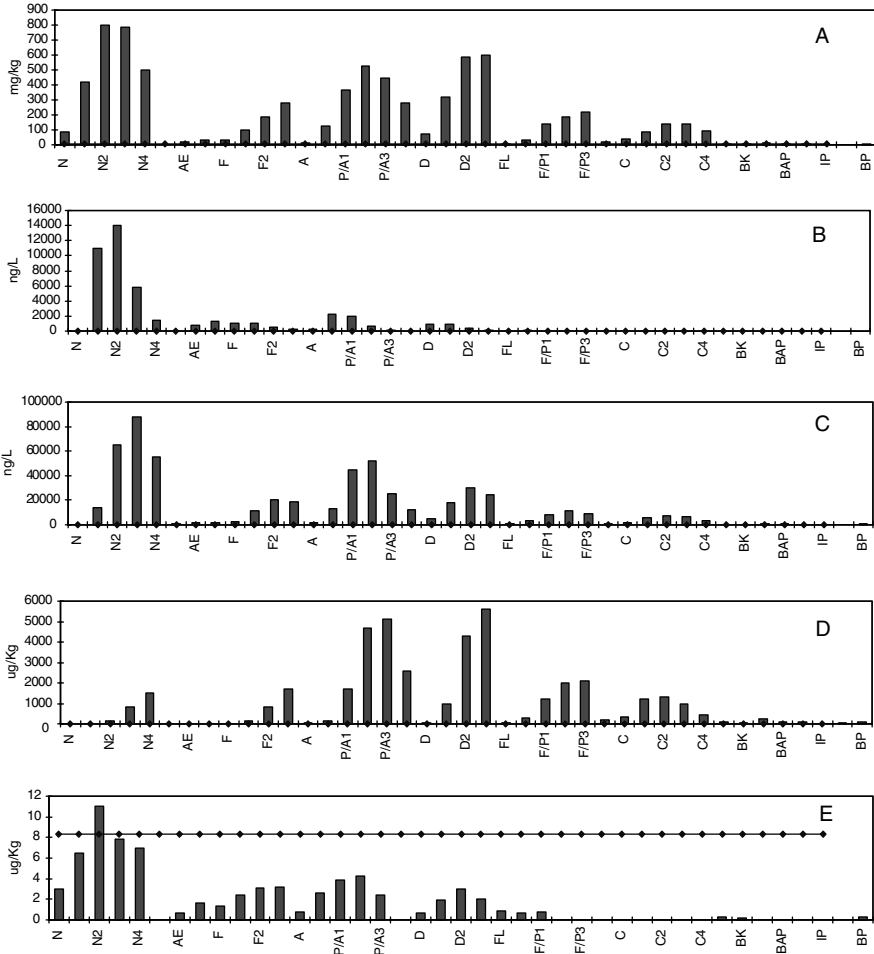 A
mg/kg
900
800
700
600
500
400
300
200
100
0
N N2 N4 AE F F2 A P/A1 P/A3 D D2 FL F/P1 F/P3 C C2 C4 BK BAP IP BP
B
ng/L
16000
14000
12000
10000
8000
6000
4000
2000
0
N N2 N4 AE F F2 A P/A1 P/A3 D D2 FL F/P1 F/P3 C C2 C4 BK BAP IP BP
C
ng/L
100000
80000
60000
40000
20000
0
N N2 N4 AE F F2 A P/A1 P/A3 D D2 FL F/P1 F/P3 C C2 C4 BK BAP IP BP
D
ug/Kg
6000
5000
4000
3000
2000
1000
0
N N2 N4 AE F F2 A P/A1 P/A3 D D2 FL F/P1 F/P3 C C2 C4 BK BAP IP BP
E
ug/Kg
12
10
8
6
4
2
0
N N2 N4 AE F F2 A P/A1 P/A3 D D2 FL F/P1 F/P3 C C2 C4 BK BAP IP BP